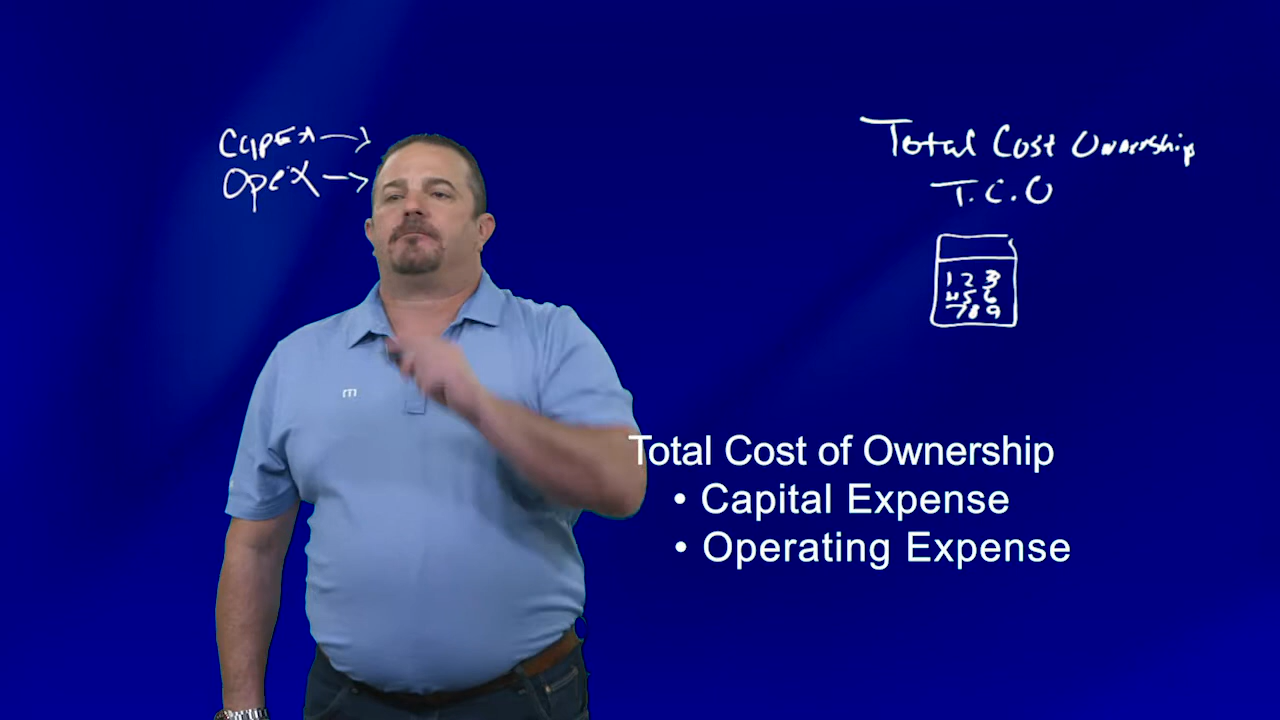 CapEx →
OpeX →
Total Cost Ownership
T.C.O
1 2 3
4 5 6
7 8 9
m
Total Cost of Ownership
• Capital Expense
• Operating Expense